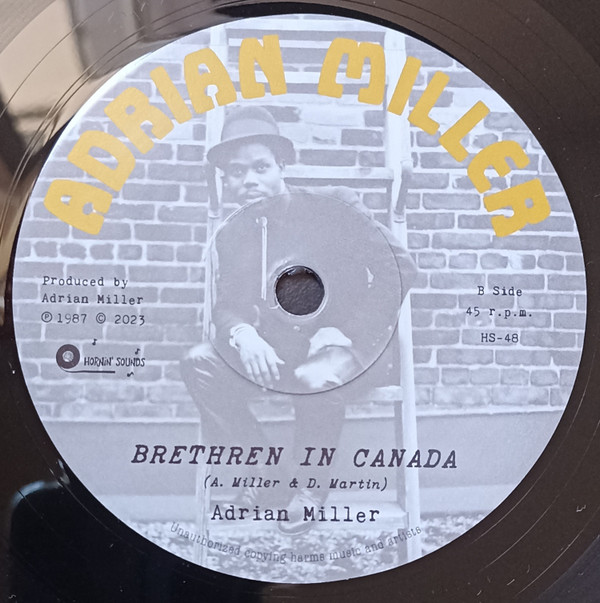 ADRIAN MILLER
Produced by
Adrian Miller
℗ 1987 © 2023
HORNIN' SOUNDS
B Side
45 r.p.m.
HS-48
BRETHREN IN CANADA
(A. Miller & D. Martin)
Adrian Miller
Unauthorized copying harms music and artists